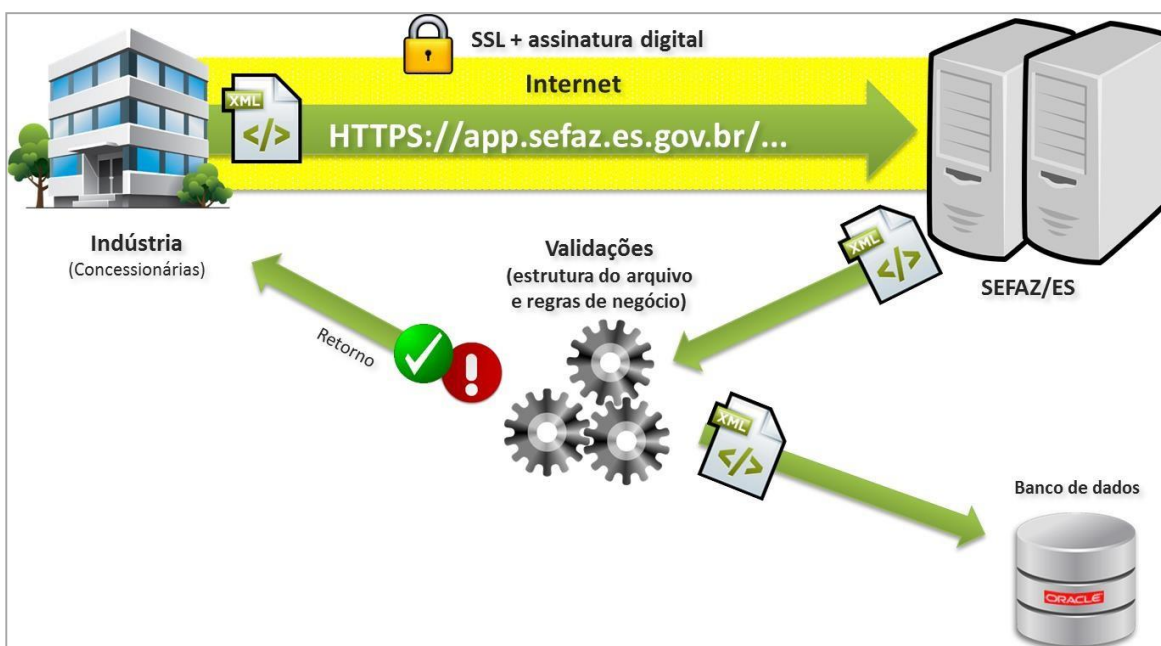 SSL + assinatura digital
Internet
XML
</>
HTTPS://app.sefaz.es.gov.br/...
Indústria
(Concessionárias)
Validações
(estrutura do arquivo
e regras de negócio)
XML
</>
SEFAZ/ES
Retorno
XML
</>
Banco de dados
ORACLE